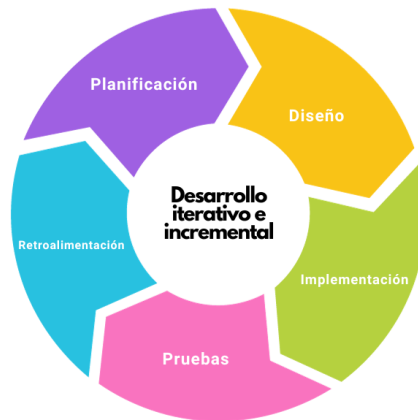 Planificación
Diseño
Desarrollo
iterativo e
incremental
Retroalimentación
Implementación
Pruebas